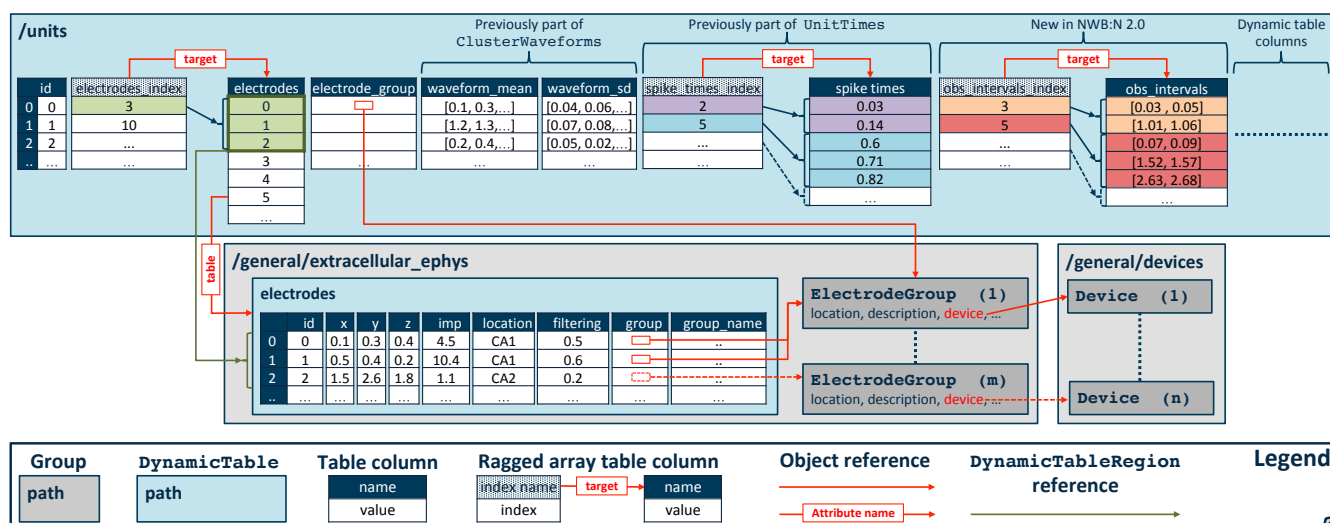 /units
Previously part of
ClusterWaveforms
Previously part of UnitTimes
New in NWB:N 2.0
Dynamic table
columns
target
target
target
id electrodes_index electrodes electrode_group waveform_mean waveform_sd spike_times_index spike times obs_intervals_index obs_intervals
0 0 3 0 [0.1, 0.3,...] [0.04, 0.06,...] 2 0.03 3 [0.03, 0.05]
1 1 10 1 [1.2, 1.3,...] [0.07, 0.08,...] 5 0.14 5 [1.01, 1.06]
2 2 ... 2 [0.2, 0.4,...] [0.05, 0.02,...] ... 0.6 ... [0.07, 0.09]
.. ... ... 3 ... ... ... ... 0.71 ... [1.52, 1.57]
4 0.82 [2.63, 2.68]
5 ... ...
...
table
/general/extracellular_ephys
electrodes
id x y z imp location filtering group group_name
0 0 0.1 0.3 0.4 4.5 CA1 0.5 ..
1 1 0.5 0.4 0.2 10.4 CA1 0.6 ..
2 2 1.5 2.6 1.8 1.1 CA2 0.2 ..
.. ... ... ... ... ... ... ... ... ...
ElectrodeGroup (1)
location, description, device, ...
ElectrodeGroup (m)
location, description, device, ...
/general/devices
Device (1)
Device (n)
Group
path
DynamicTable
path
Table column
name
value
Ragged array table column
index name target name
index value
Object reference
Attribute name
DynamicTableRegion
reference
Legend